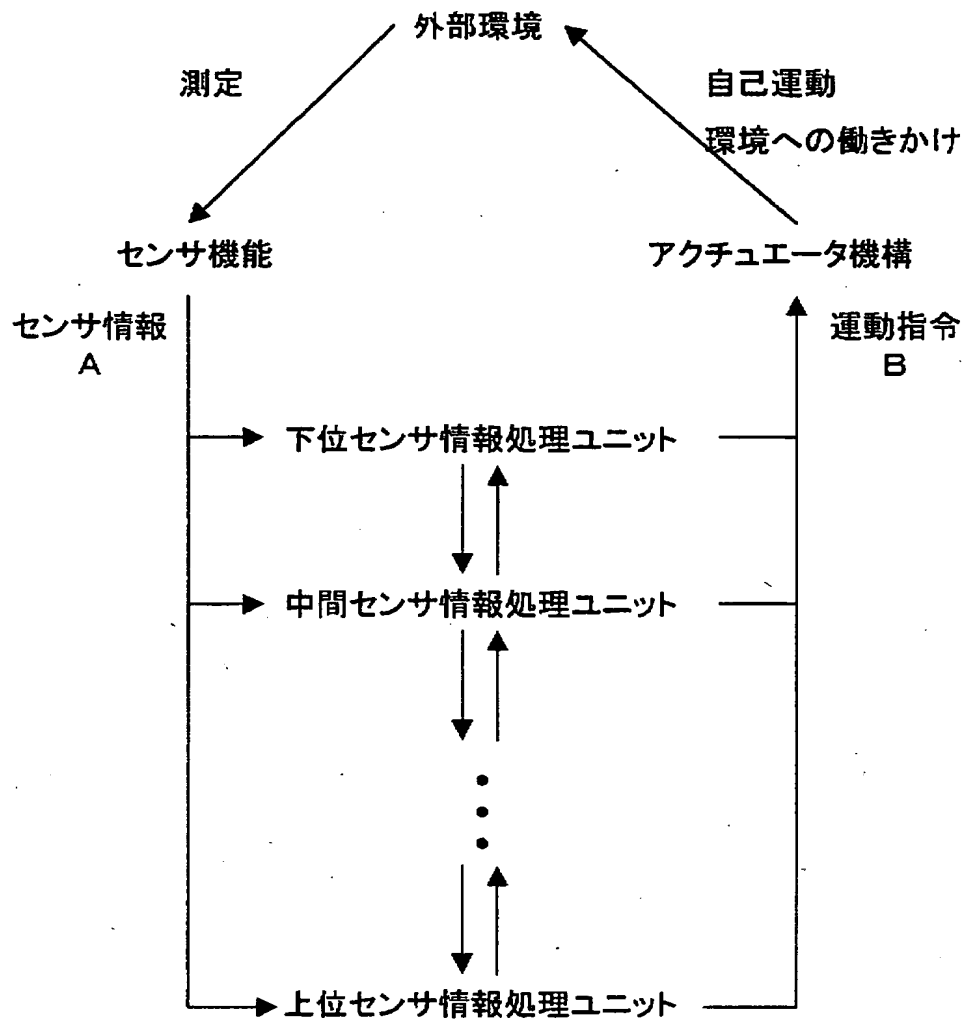 外部環境
測定
自己運動
環境への働きかけ
センサ機能
アクチュエータ機構
センサ情報
A
運動指令
B
下位センサ情報処理ユニット
中間センサ情報処理ユニット
上位センサ情報処理ユニット